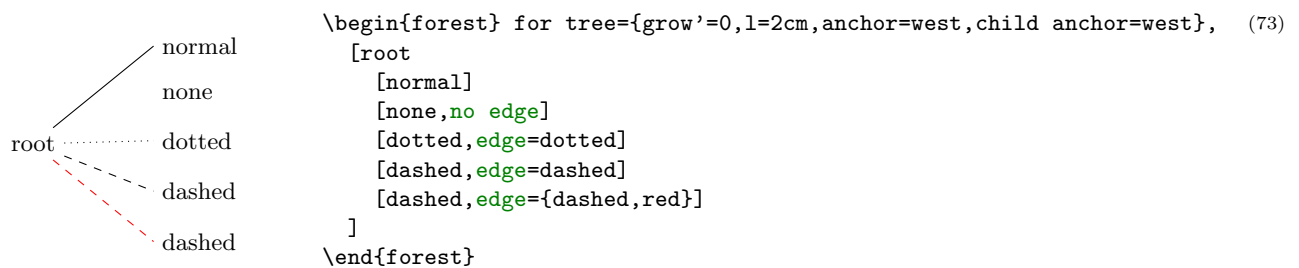 normal
none
root
dotted
dashed
dashed
\begin{forest} for tree={grow’=0,l=2cm,anchor=west,child anchor=west}, (73)
[root
[normal]
[none,no edge]
[dotted,edge=dotted]
[dashed,edge=dashed]
[dashed,edge={dashed,red}]
]
\end{forest}